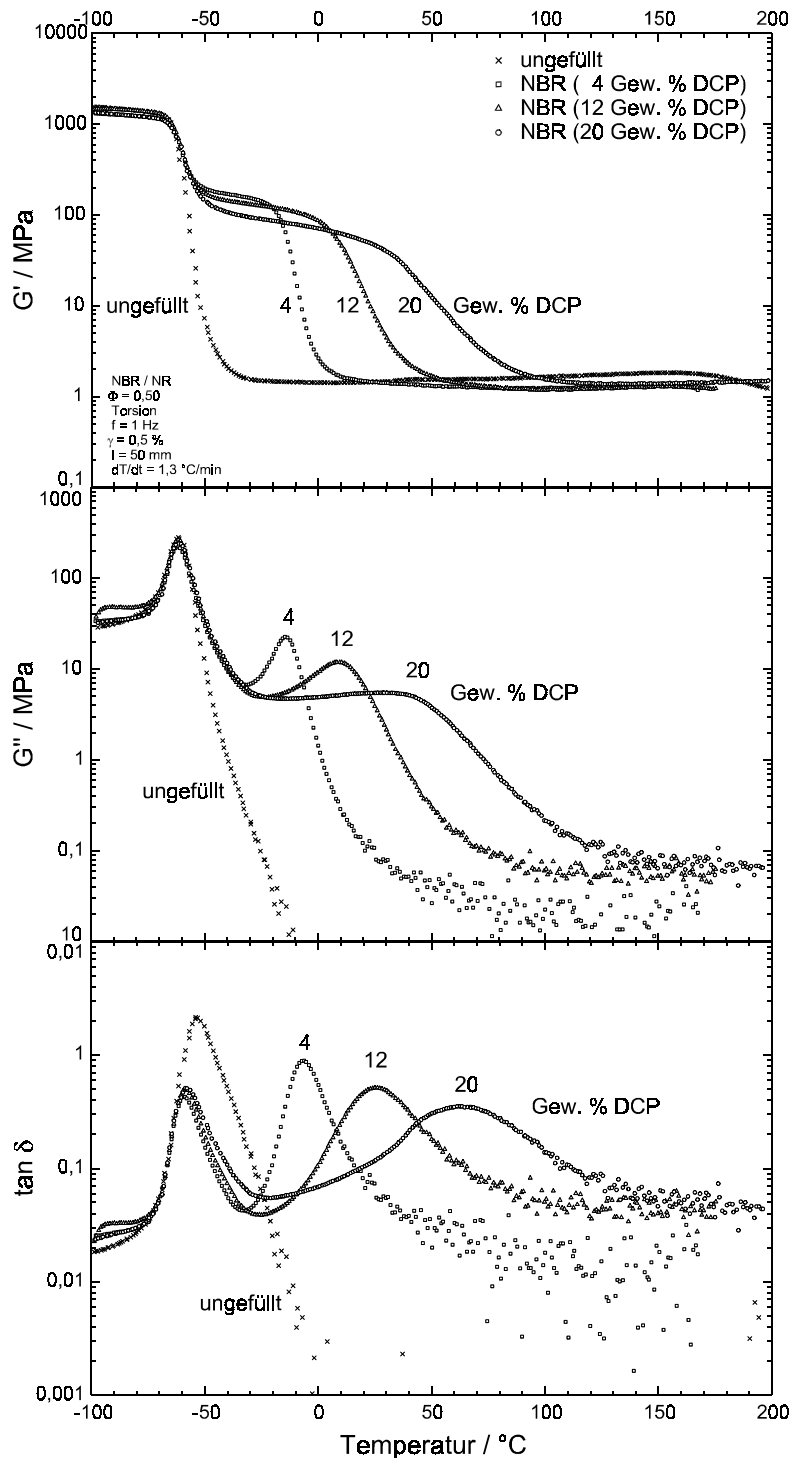 -100 -50 0 50 100 150 200
10000
1000
100
10
1
0,1
G' / MPa
× ungefüllt
□ NBR ( 4 Gew. % DCP)
△ NBR (12 Gew. % DCP)
○ NBR (20 Gew. % DCP)
ungefüllt 4 12 20 Gew. % DCP
NBR / NR
Φ = 0,50
Torsion
f = 1 Hz
γ = 0,5 %
l = 50 mm
dT/dt = 1,3 °C/min
1000
100
10
1
0,1
10
G" / MPa
4
12
20
Gew. % DCP
ungefüllt
0,01
1
0,1
0,01
0,001
tan δ
4
12
20
Gew. % DCP
ungefüllt
-100 -50 0 50 100 150 200
Temperatur / °C